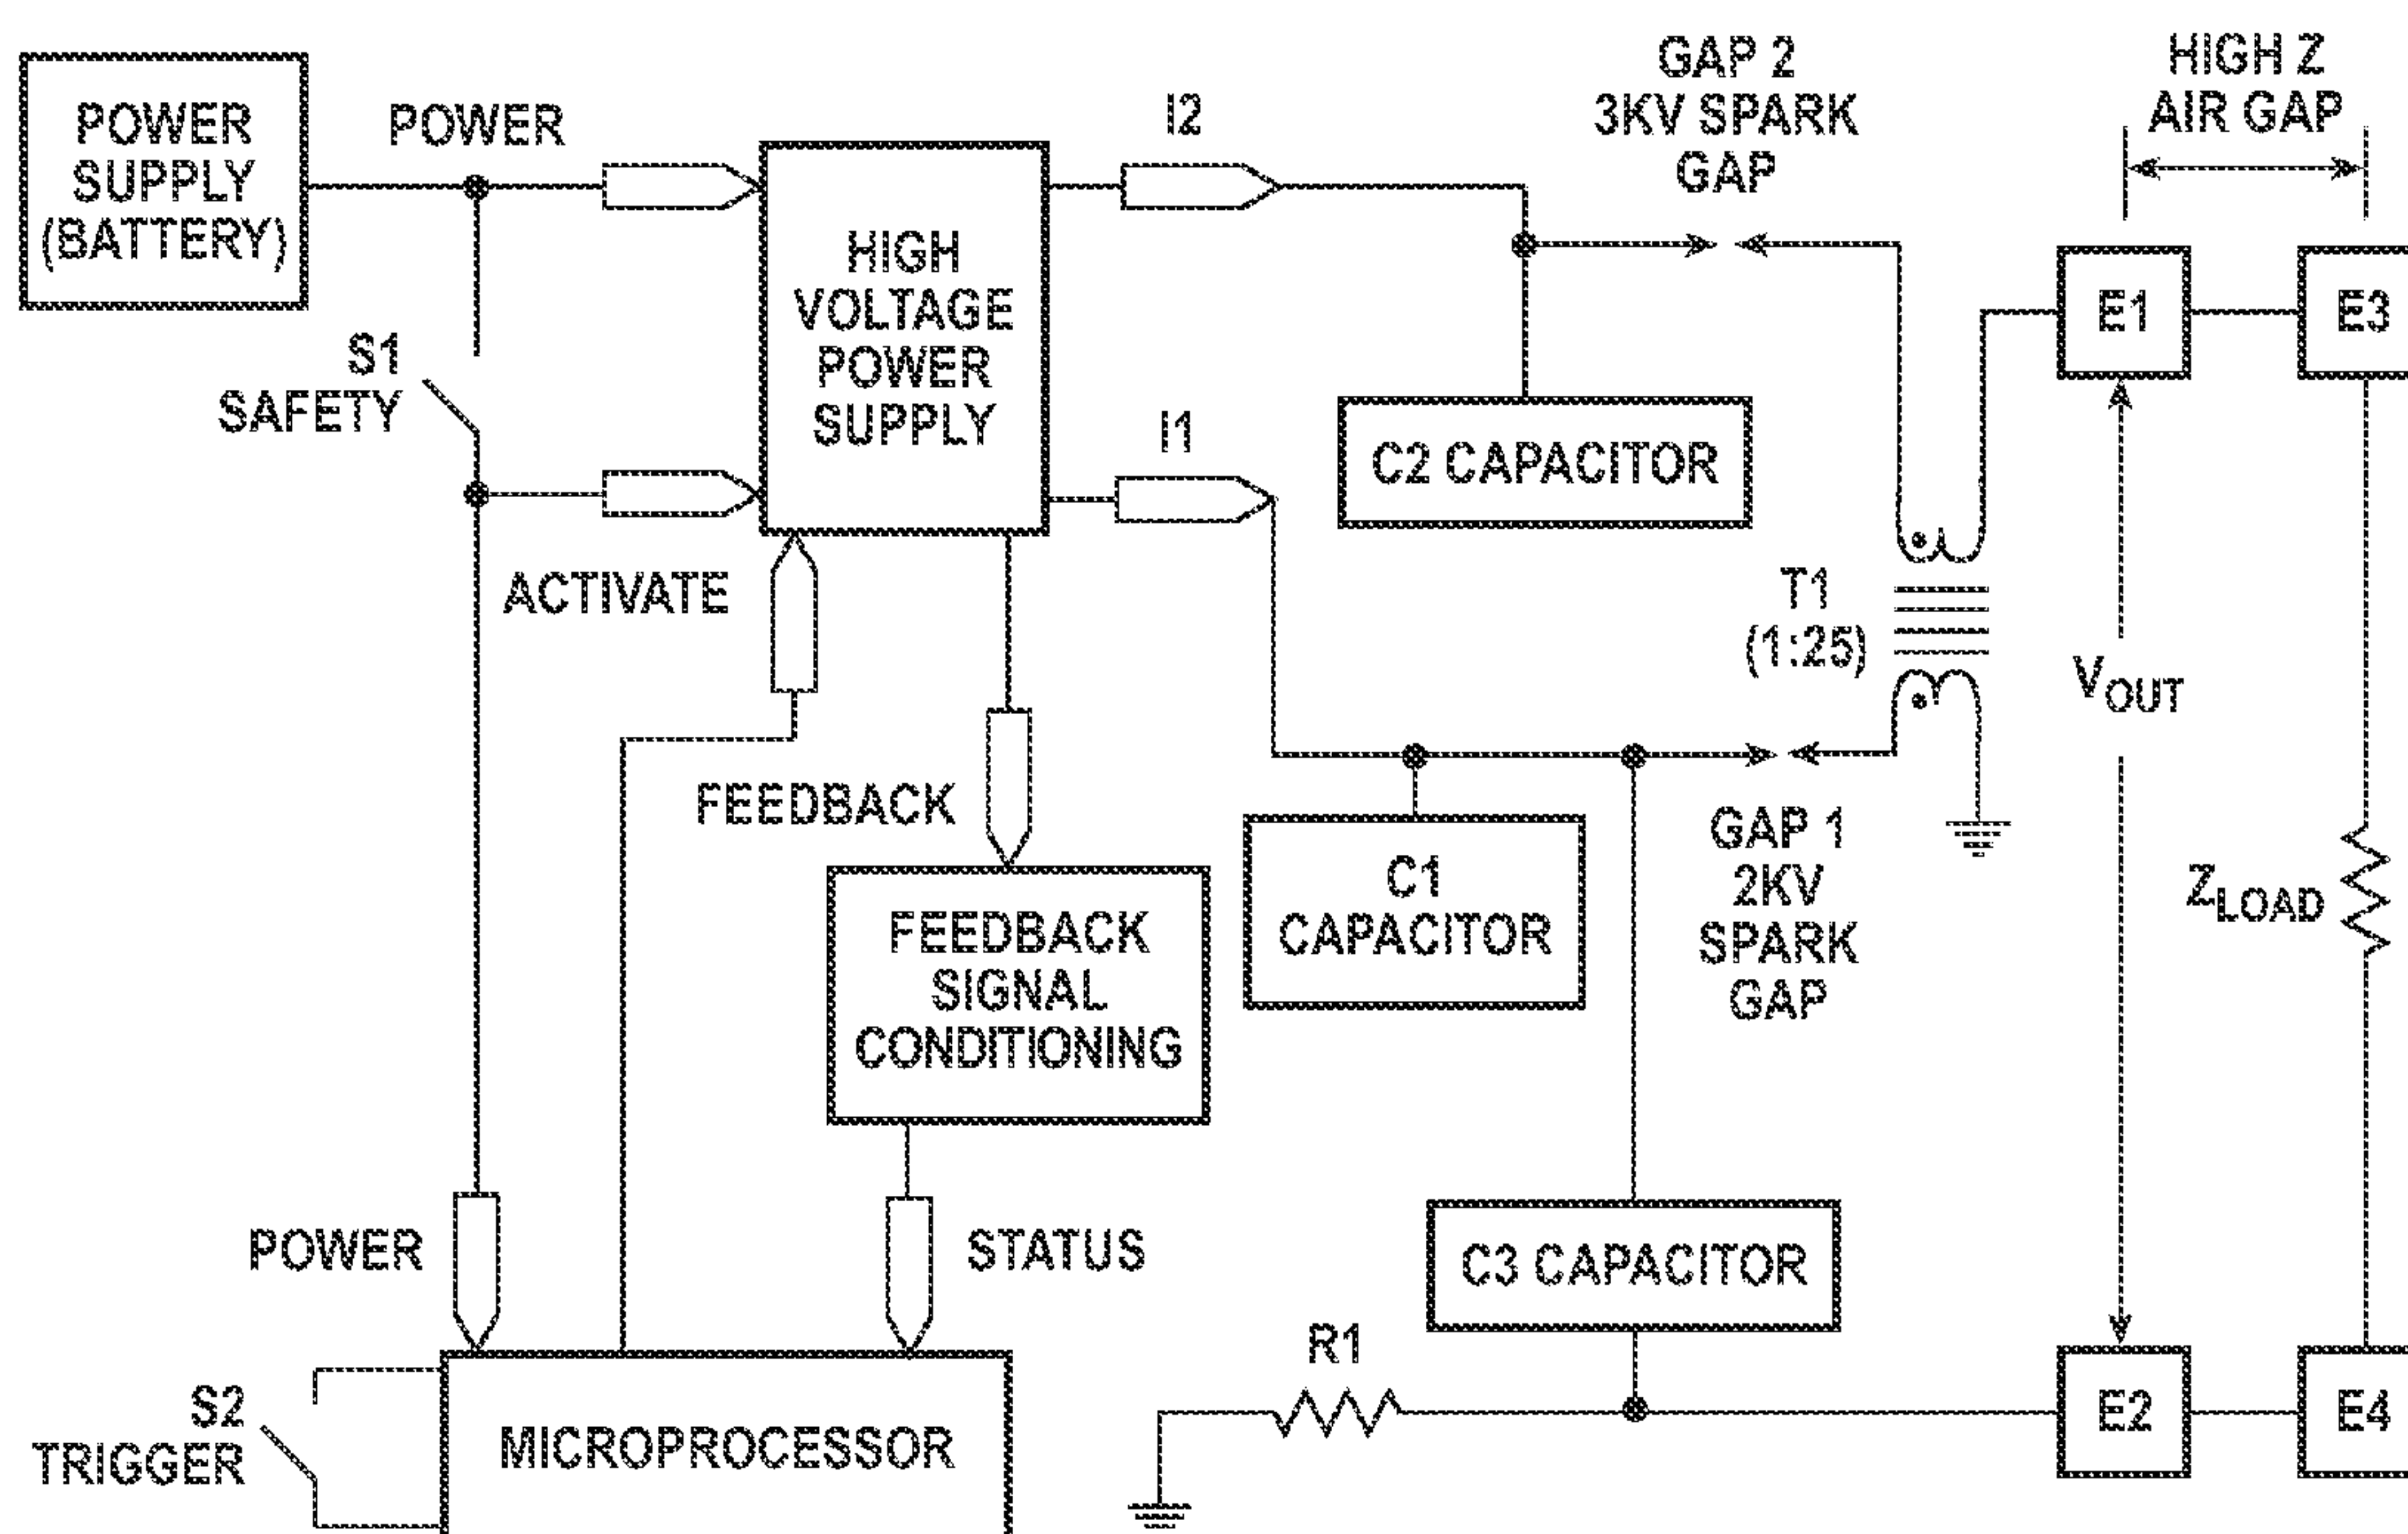 POWER
SUPPLY
(BATTERY)
POWER
HIGH
VOLTAGE
POWER
SUPPLY
I2
GAP 2
3KV SPARK
GAP
HIGH Z
AIR GAP
E1
E3
S1
SAFETY
I1
C2 CAPACITOR
ACTIVATE
T1
(1:25)
VOUT
FEEDBACK
FEEDBACK
SIGNAL
CONDITIONING
C1
CAPACITOR
GAP 1
2KV
SPARK
GAP
ZLOAD
POWER
STATUS
C3 CAPACITOR
R1
S2
TRIGGER
MICROPROCESSOR
E2
E4